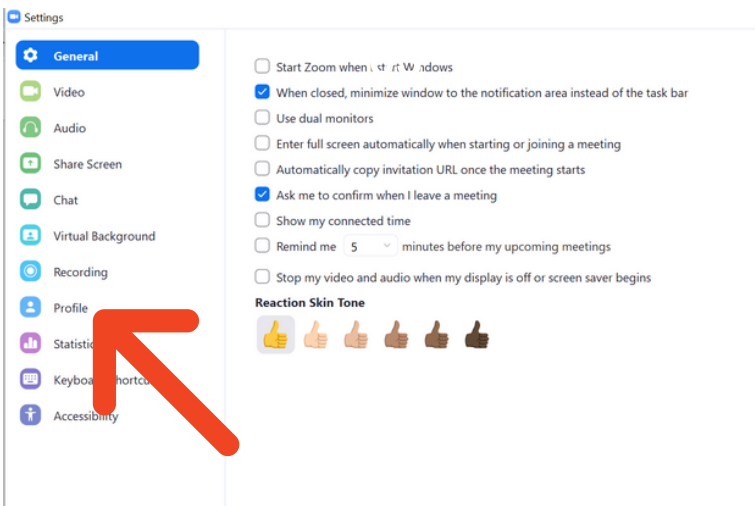 Settings
General
Video
Audio
Share Screen
Chat
Virtual Background
Recording
Profile
Statistic
Keyboa hortcu
Accessibility
Start Zoom when
When closed, minimize window to the notification area instead of the task bar
Use dual monitors
Enter full screen automatically when starting or joining a meeting
Automatically copy invitation URL once the meeting starts
Ask me to confirm when I leave a meeting
Show my connected time
Remind me 5 minutes before my upcoming meetings
Stop my video and audio when my display is off or screen saver begins
Reaction Skin Tone